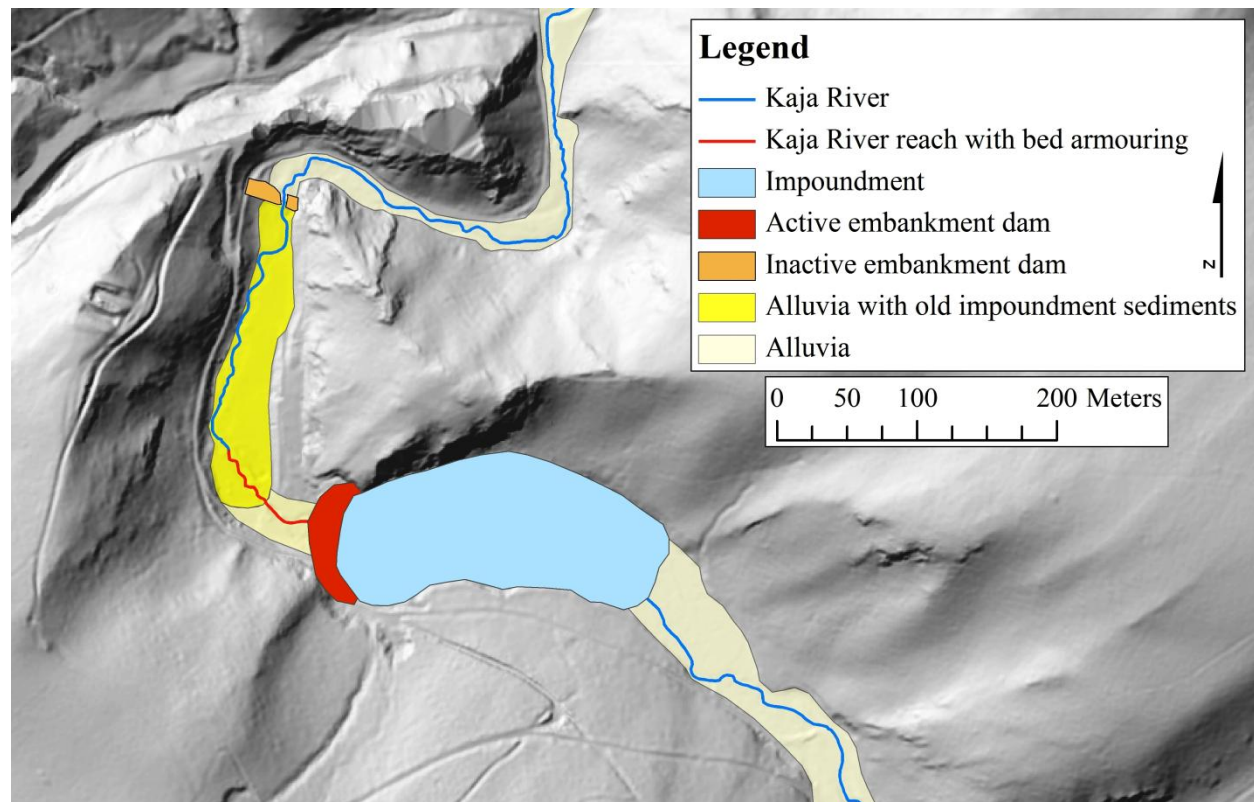 Legend
Kaja River
Kaja River reach with bed armouring
Impoundment
Active embankment dam
Inactive embankment dam
Alluvia with old impoundment sediments
Alluvia
N
0 50 100 200 Meters